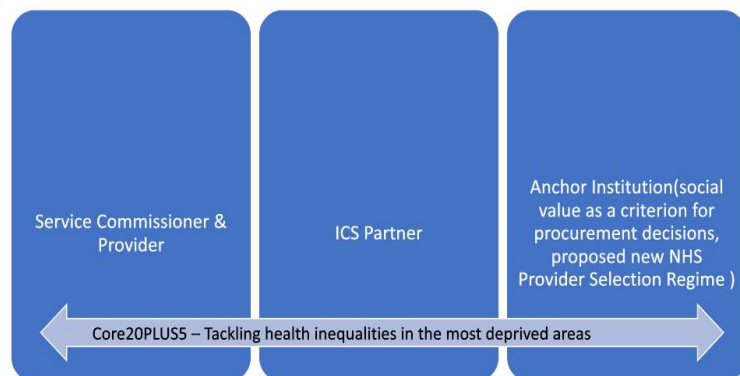 Service Commissioner &
Provider
ICS Partner
Anchor Institution(social
value as a criterion for
procurement decisions,
proposed new NHS
Provider Selection Regime )
Core20PLUS5 – Tackling health inequalities in the most deprived areas